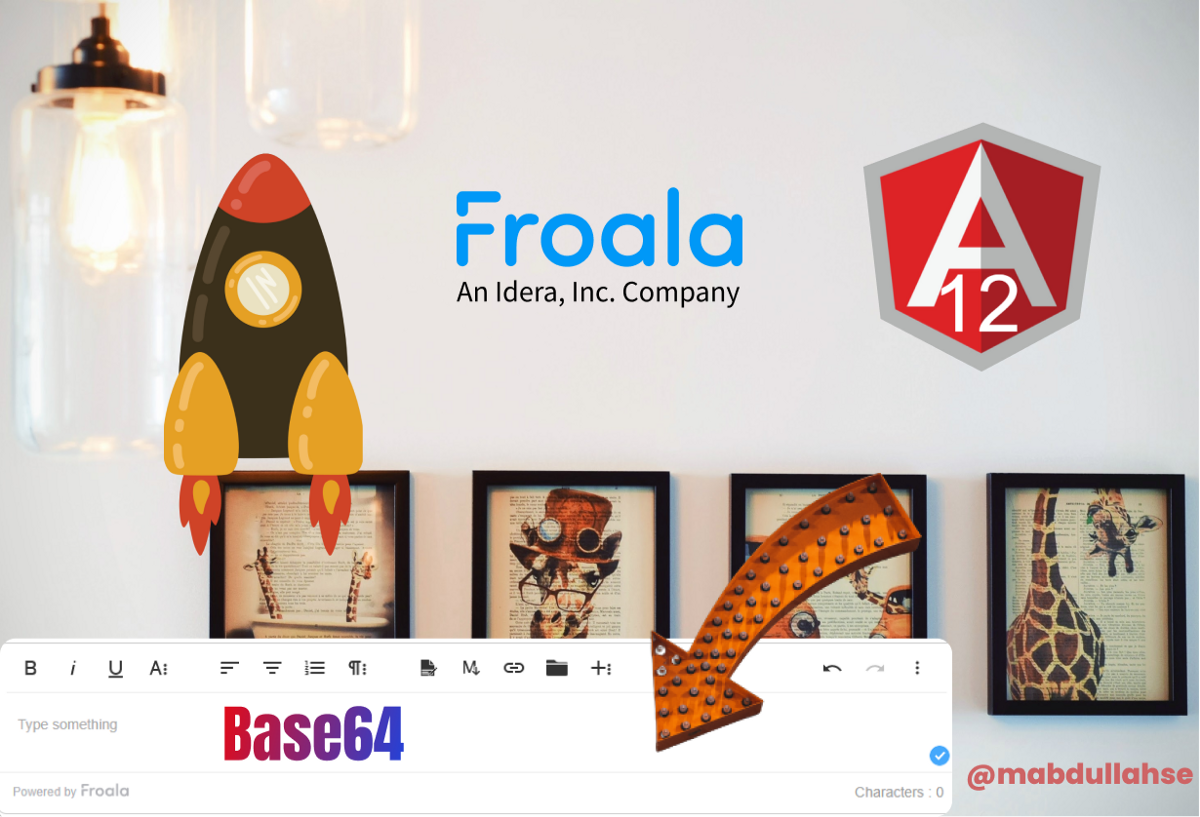 Froala
An Idera, Inc. Company
A
12
B i U A
M
Type something
Base64
Powered by Froala
Characters : 0
@mabdullahse